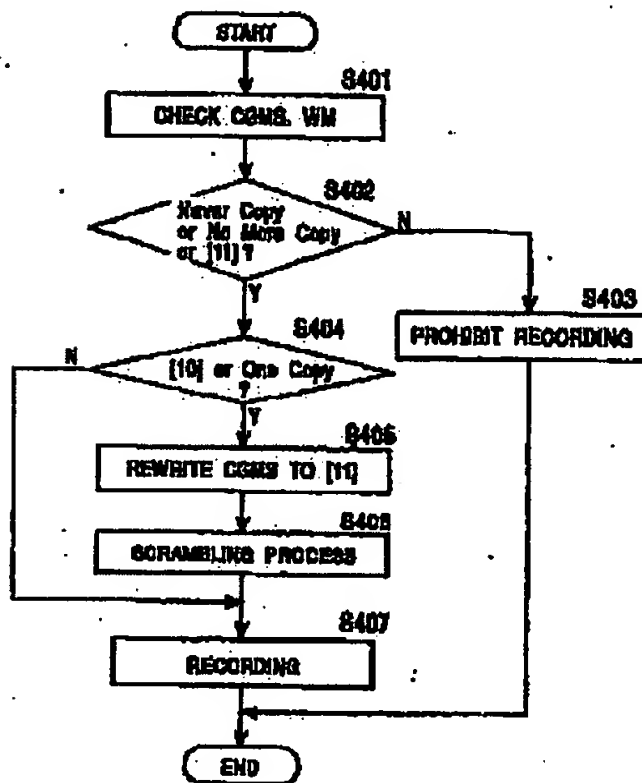 START
S401
CHECK CGMS, WM
S402
Never Copy
or No More Copy
or [11] ?
N
Y
S403
PROHIBIT RECORDING
S404
N
[10] or One Copy
?
Y
S405
REWRITE CGMS TO [11]
S406
SCRAMBLING PROCESS
S407
RECORDING
END